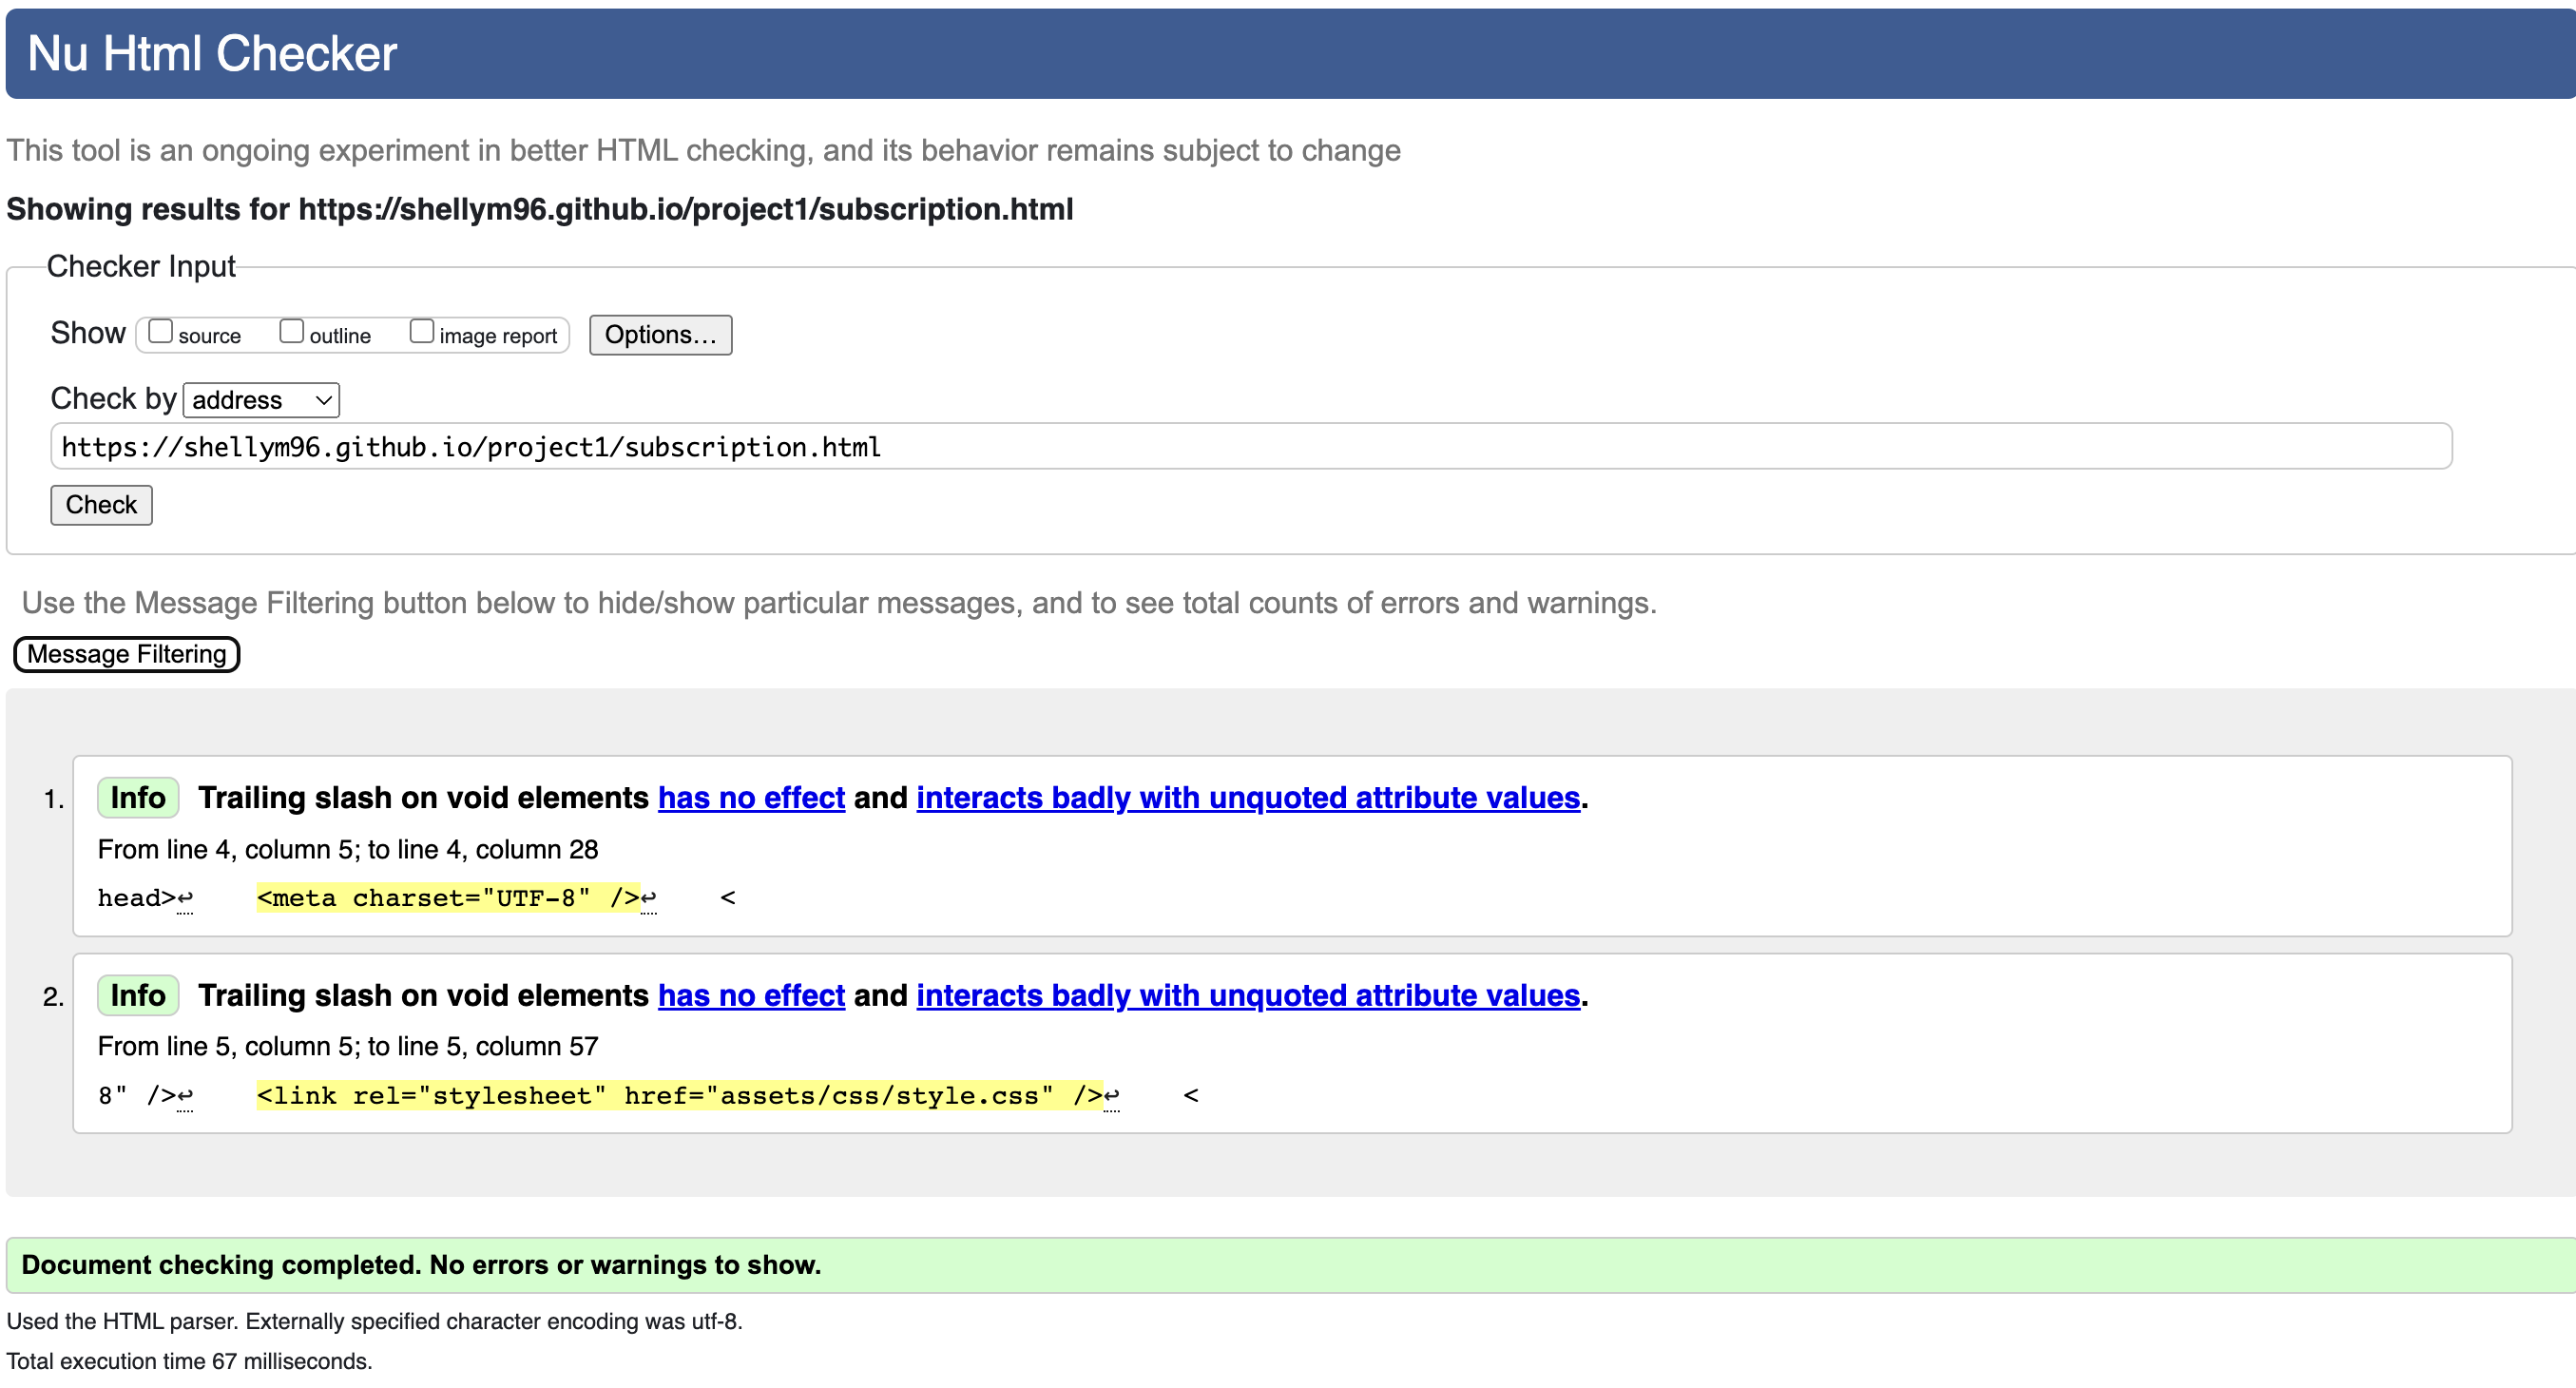 Nu Html Checker
This tool is an ongoing experiment in better HTML checking, and its behavior remains subject to change
Showing results for https://shellym96.github.io/project1/subscription.html
Checker Input
Show source outline image report Options...
Check by address
https://shellym96.github.io/project1/subscription.html
Check
Use the Message Filtering button below to hide/show particular messages, and to see total counts of errors and warnings.
Message Filtering
1. Info Trailing slash on void elements has no effect and interacts badly with unquoted attribute values.
From line 4, column 5; to line 4, column 28
head>↩ <meta charset="UTF-8" />↩ <
2. Info Trailing slash on void elements has no effect and interacts badly with unquoted attribute values.
From line 5, column 5; to line 5, column 57
8" />↩ <link rel="stylesheet" href="assets/css/style.css" />↩ <
Document checking completed. No errors or warnings to show.
Used the HTML parser. Externally specified character encoding was utf-8.
Total execution time 67 milliseconds.